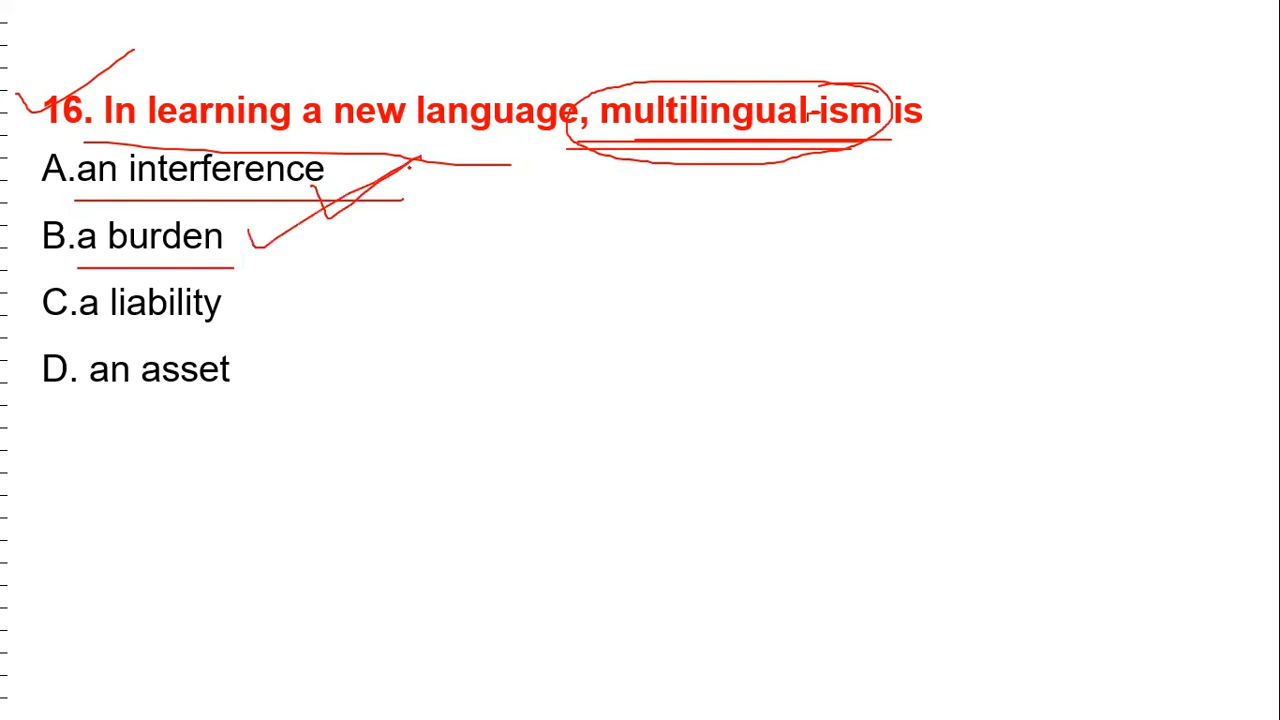 16. In learning a new language, multilingual-ism is
A.an interference
B.a burden
C.a liability
D. an asset